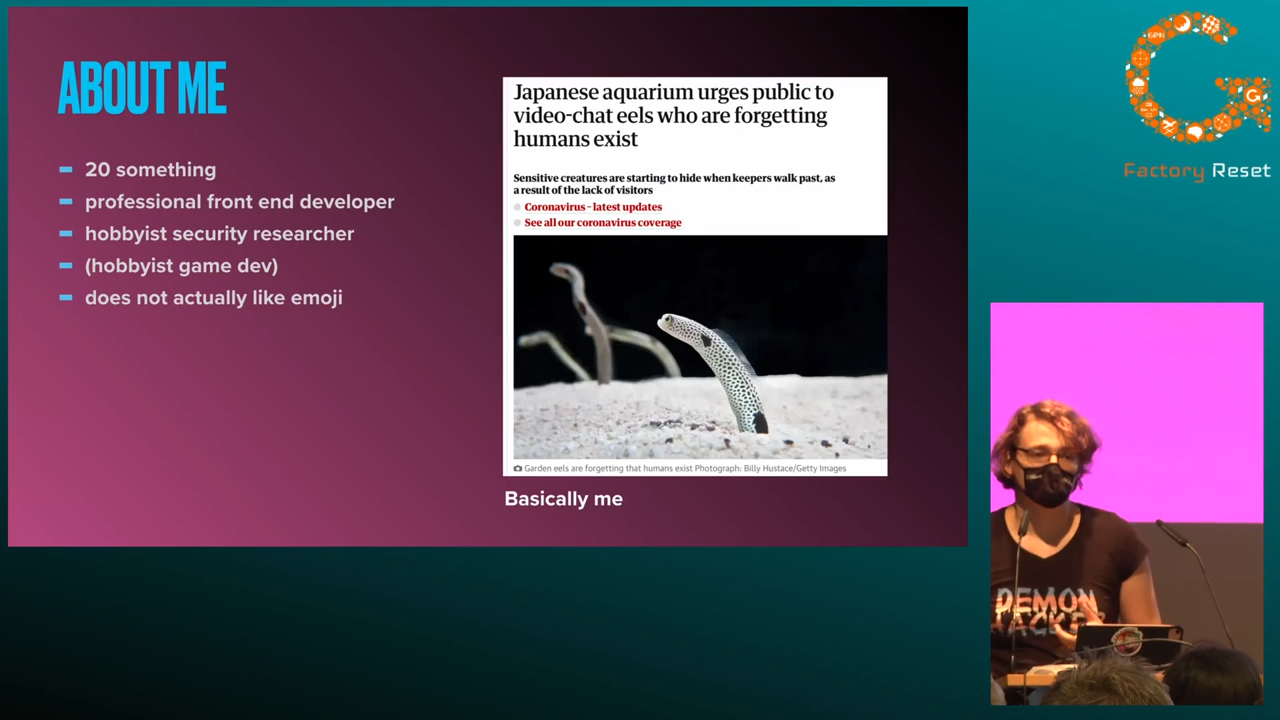 ABOUT ME
20 something
professional front end developer
hobbyist security researcher
(hobbyist game dev)
does not actually like emoji
Japanese aquarium urges public to
video-chat eels who are forgetting
humans exist
Sensitive creatures are starting to hide when keepers walk past, as
a result of the lack of visitors
Coronavirus – latest updates
See all our coronavirus coverage
Garden eels are forgetting that humans exist Photograph: Billy Hustace/Getty Images
Basically me
GPN
G
Factory Reset
DEMON